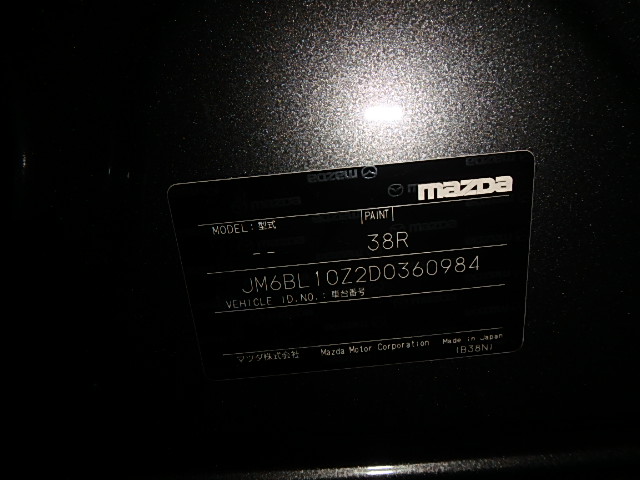 mazda
mazda
MODEL: 型式 PAINT
-- 38R
JM6BL10Z2D0360984
VEHICLE ID.NO.: 車台番号
マツダ株式会社 Mazda Motor Corporation Made in Japan
(B38N)